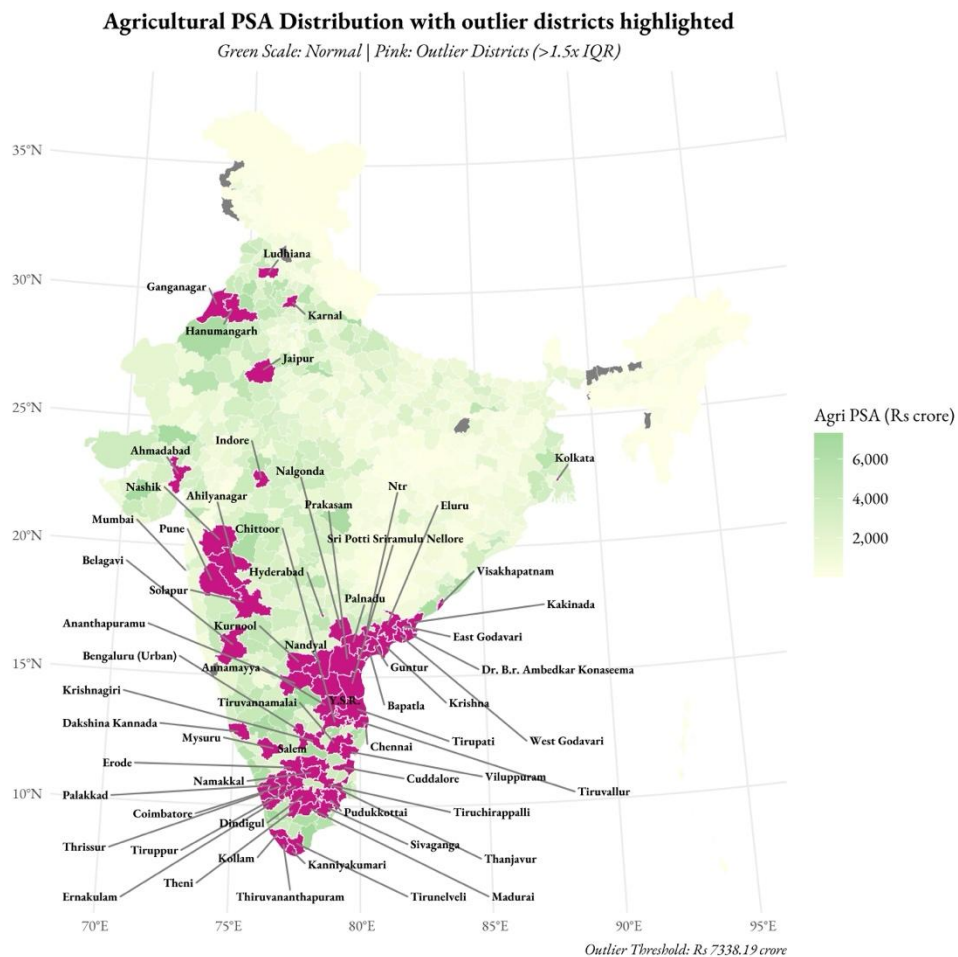 Agricultural PSA Distribution with outlier districts highlighted
Green Scale: Normal | Pink: Outlier Districts (>1.5x IQR)
35°N
30°N
25°N
20°N
15°N
10°N
Ludhiana
Ganganagar
Karnal
Hanumangarh
Jaipur
Indore
Ahmadabad
Kolkata
Nalgonda
Nashik
Ahilyanagar
Ntr
Prakasam
Eluru
Mumbai
Pune
Chittoor
Sri Potti Sriramulu Nellore
Belagavi
Hyderabad
Visakhapatnam
Solapur
Palnadu
Kakinada
Ananthapuramu
Kurnool
East Godavari
Nandyal
Bengaluru (Urban)
Annamayya
Guntur
Dr. B.r. Ambedkar Konaseema
Krishnagiri
Y.S.R.
Tiruvannamalai
Bapatla
Krishna
Dakshina Kannada
Mysuru
Salem
Chennai
Tirupati
West Godavari
Erode
Namakkal
Cuddalore
Viluppuram
Palakkad
Tiruvallur
Coimbatore
Pudukkottai
Tiruchirappalli
Dindigul
Thrissur
Tiruppur
Sivaganga
Kollam
Kanniyakumari
Thanjavur
Theni
Ernakulam
Thiruvananthapuram
Tirunelveli
Madurai
70°E
75°E
80°E
85°E
90°E
95°E
Agri PSA (Rs crore)
6,000
4,000
2,000
Outlier Threshold: Rs 7338.19 crore